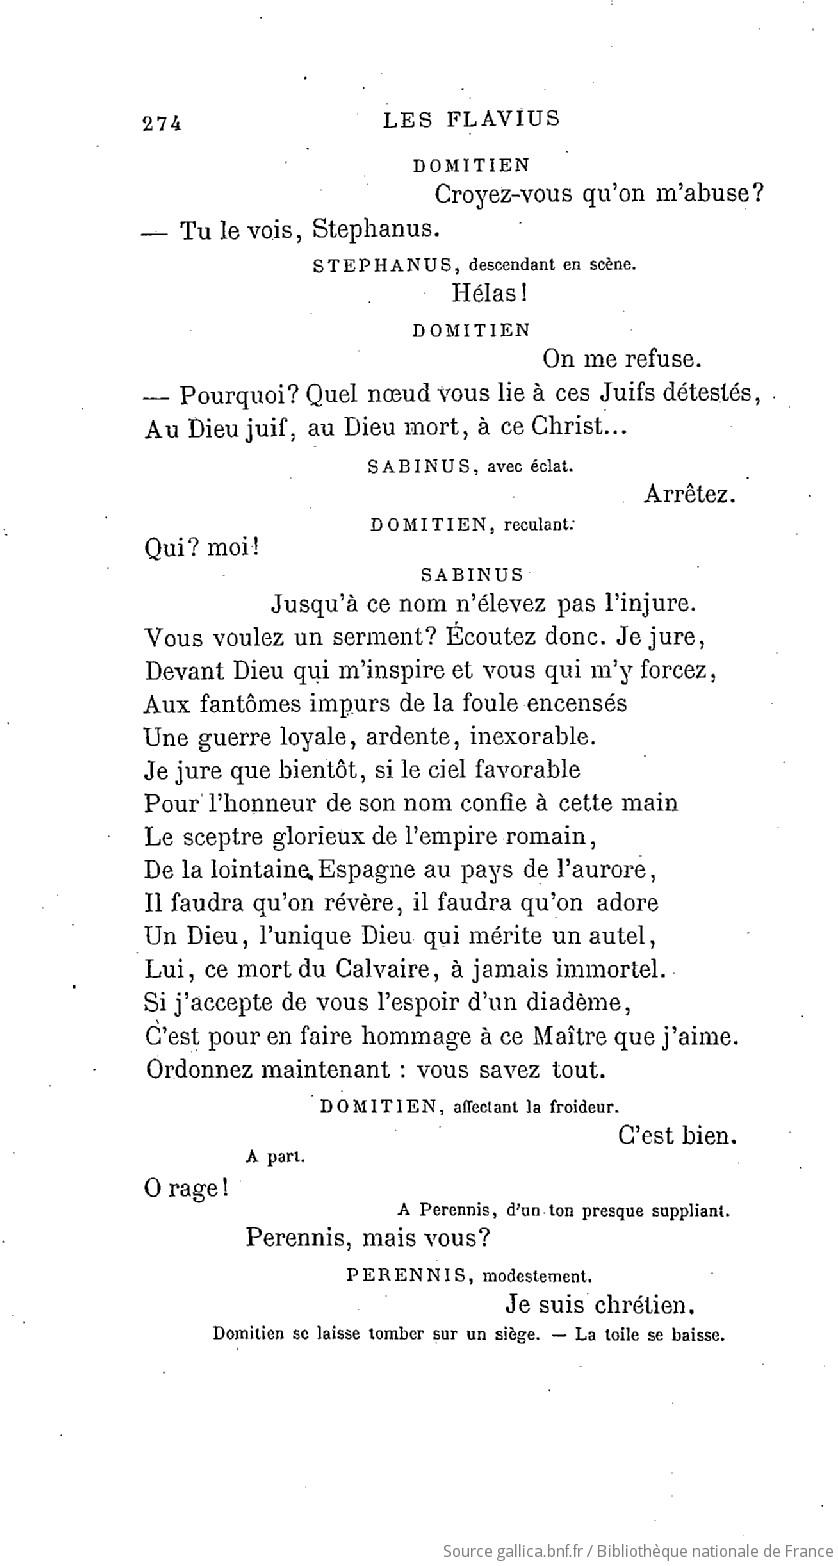 274 LES FLAVIUS
DOMITIEN
Croyez-vous qu'on m'abuse?
— Tu le vois, Stephanus.
STEPHANUS, descendant en scène.
Hélas!
DOMITIEN
On me refuse.
— Pourquoi? Quel nœud vous lie à ces Juifs détestés,
Au Dieu juif, au Dieu mort, à ce Christ...
SABINUS, avec éclat.
Arrêtez.
DOMITIEN, reculant.
Qui? moi!
SABINUS
Jusqu'à ce nom n'élevez pas l'injure.
Vous voulez un serment? Écoutez donc. Je jure,
Devant Dieu qui m'inspire et vous qui m'y forcez,
Aux fantômes impurs de la foule encensés
Une guerre loyale, ardente, inexorable.
Je jure que bientôt, si le ciel favorable
Pour l'honneur de son nom confie à cette main
Le sceptre glorieux de l'empire romain,
De la lointaine Espagne au pays de l'aurore,
Il faudra qu'on révère, il faudra qu'on adore
Un Dieu, l'unique Dieu qui mérite un autel,
Lui, ce mort du Calvaire, à jamais immortel.
Si j'accepte de vous l'espoir d'un diadème,
C'est pour en faire hommage à ce Maître que j'aime.
Ordonnez maintenant : vous savez tout.
DOMITIEN, affectant la froideur.
C'est bien.
A part.
O rage!
A Perennis, d'un ton presque suppliant.
Perennis, mais vous?
PERENNIS, modestement.
Je suis chrétien.
Domitien se laisse tomber sur un siège. — La toile se baisse.
Source gallica.bnf.fr / Bibliothèque nationale de France